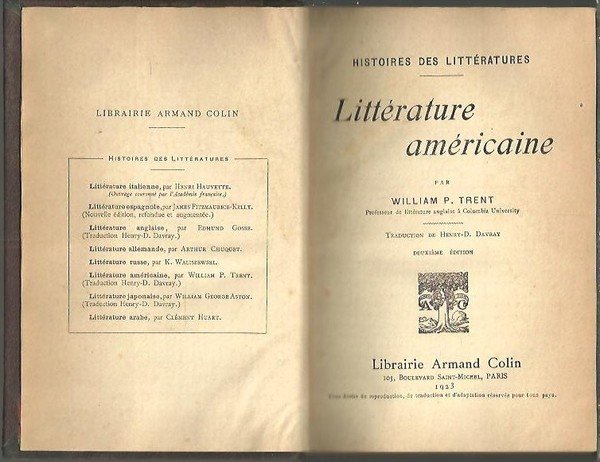 LIBRAIRIE ARMAND COLIN
HISTOIRES DES LITTÉRATURES
Littérature italienne, par HENRI HAUVETTE.
(Ouvrage couronné par l'Académie française.)
Littérature espagnole, par JAMES FITZMAURICE-KELLY.
(Nouvelle édition, refondue et augmentée.)
Littérature anglaise, par EDMUND GOSSE.
(Traduction Henry-D. Davray.)
Littérature allemande, par ARTHUR CHUQUET.
Littérature russe, par K. WALISZEWSKI.
Littérature américaine, par WILLIAM P. TRENT.
(Traduction Henry-D. Davray.)
Littérature japonaise, par WILLIAM GEORGE ASTON.
(Traduction Henry-D. Davray.)
Littérature arabe, par CLÉMENT HUART.
HISTOIRES DES LITTÉRATURES
Littérature
américaine
PAR
WILLIAM P. TRENT
Professeur de littérature anglaise à Columbia University
TRADUCTION DE HENRY-D. DAVRAY
DEUXIÈME ÉDITION
A C
Librairie Armand Colin
103, BOULEVARD SAINT-MICHEL, PARIS
1923
Tous droits de reproduction, de traduction et d'adaptation réservés pour tous pays.